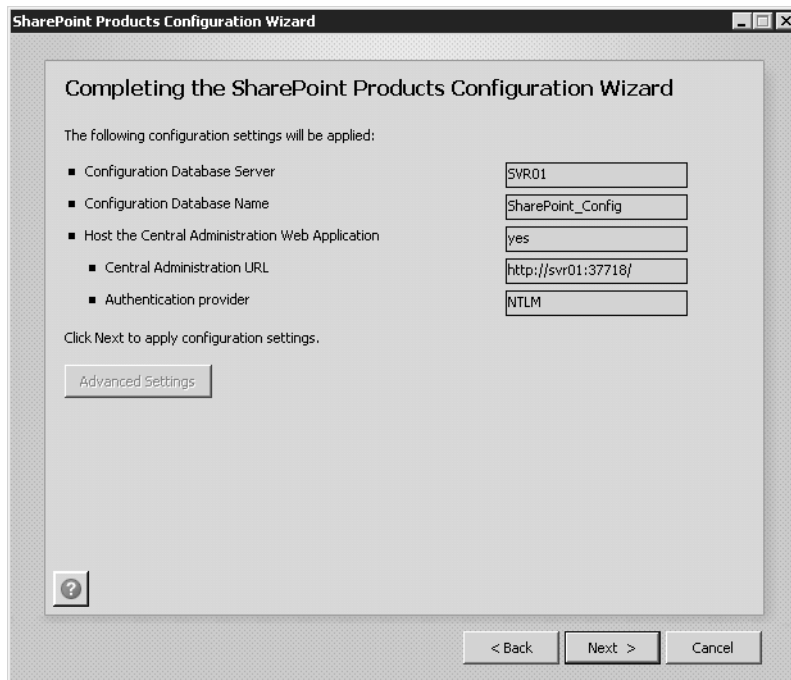 SharePoint Products Configuration Wizard
Completing the SharePoint Products Configuration Wizard
The following configuration settings will be applied:
Configuration Database Server SVR01
Configuration Database Name SharePoint_Config
Host the Central Administration Web Application yes
Central Administration URL http://svr01:37718/
Authentication provider NTLM
Click Next to apply configuration settings.
Advanced Settings
?
< Back Next > Cancel